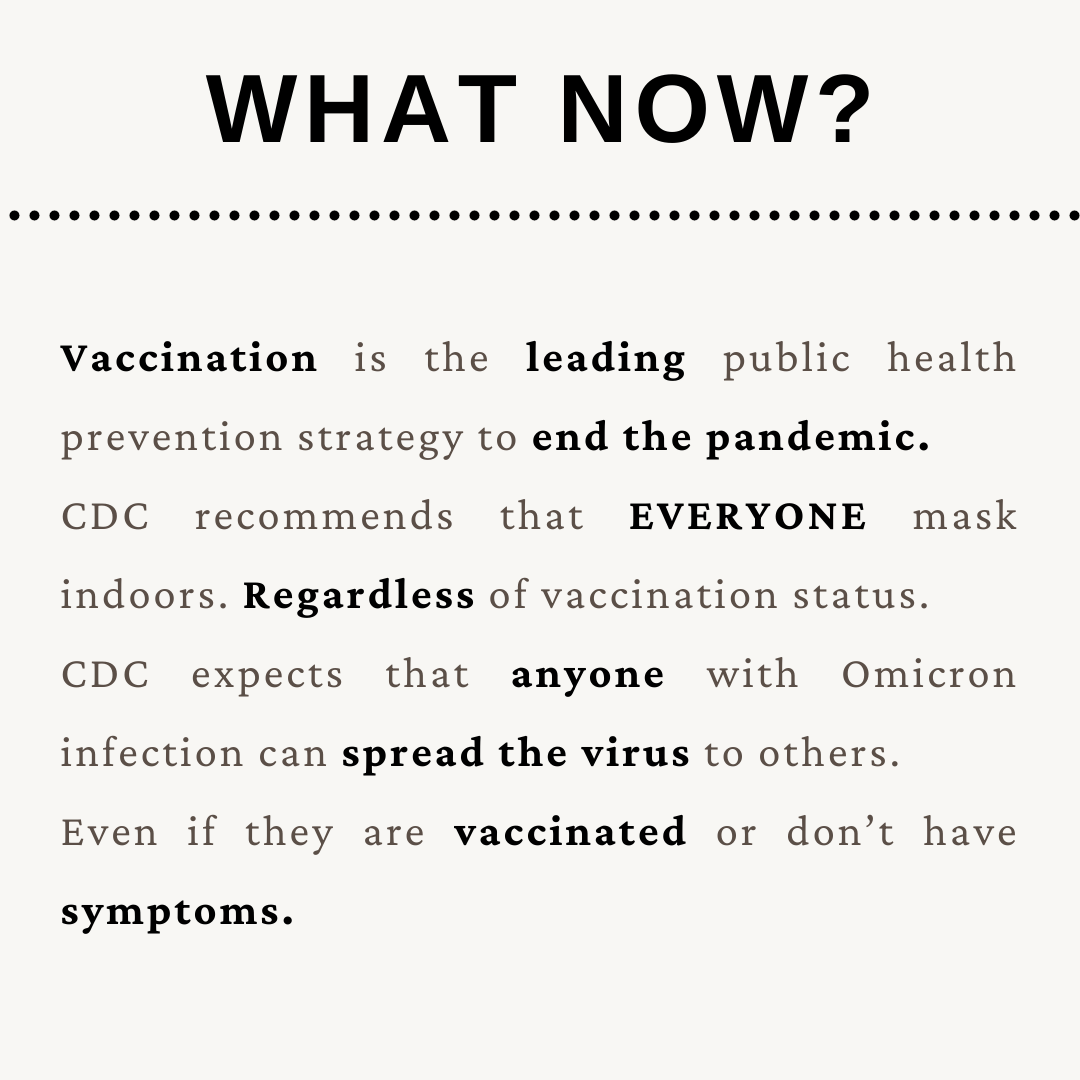 WHAT NOW?
Vaccination is the leading public health
prevention strategy to end the pandemic.
CDC recommends that EVERYONE mask
indoors. Regardless of vaccination status.
CDC expects that anyone with Omicron
infection can spread the virus to others.
Even if they are vaccinated or don’t have
symptoms.